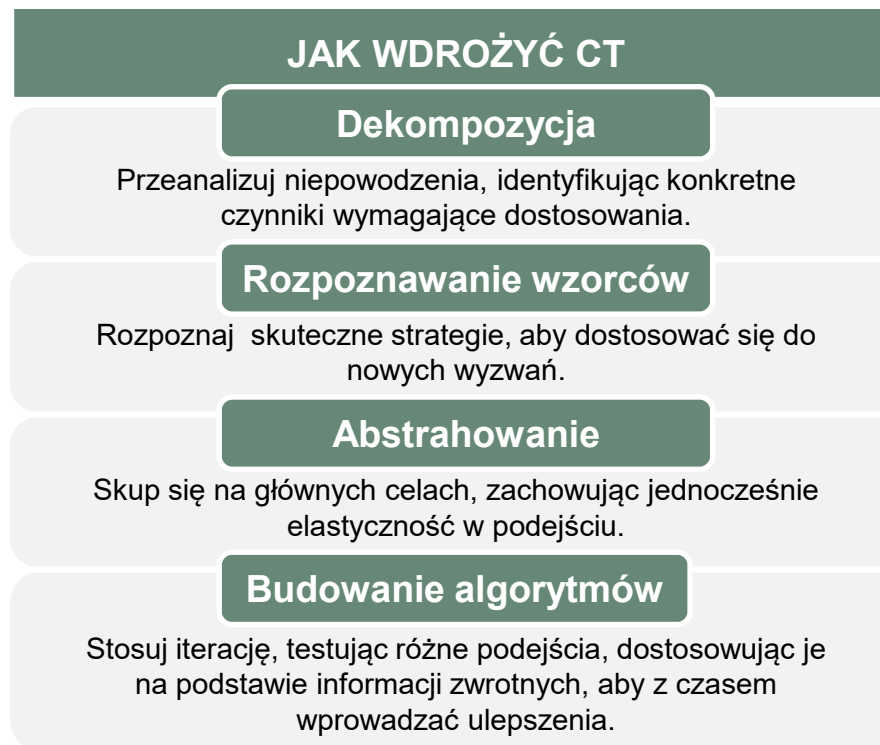 JAK WDROŻYĆ CT
Dekompozycja
Przeanalizuj niepowodzenia, identyfikując konkretne
czynniki wymagające dostosowania.
Rozpoznawanie wzorców
Rozpoznaj  skuteczne strategie, aby dostosować się do
nowych wyzwań.
Abstrahowanie
Skup się na głównych celach, zachowując jednocześnie
elastyczność w podejściu.
Budowanie algorytmów
Stosuj iterację, testując różne podejścia, dostosowując je
na podstawie informacji zwrotnych, aby z czasem
wprowadzać ulepszenia.